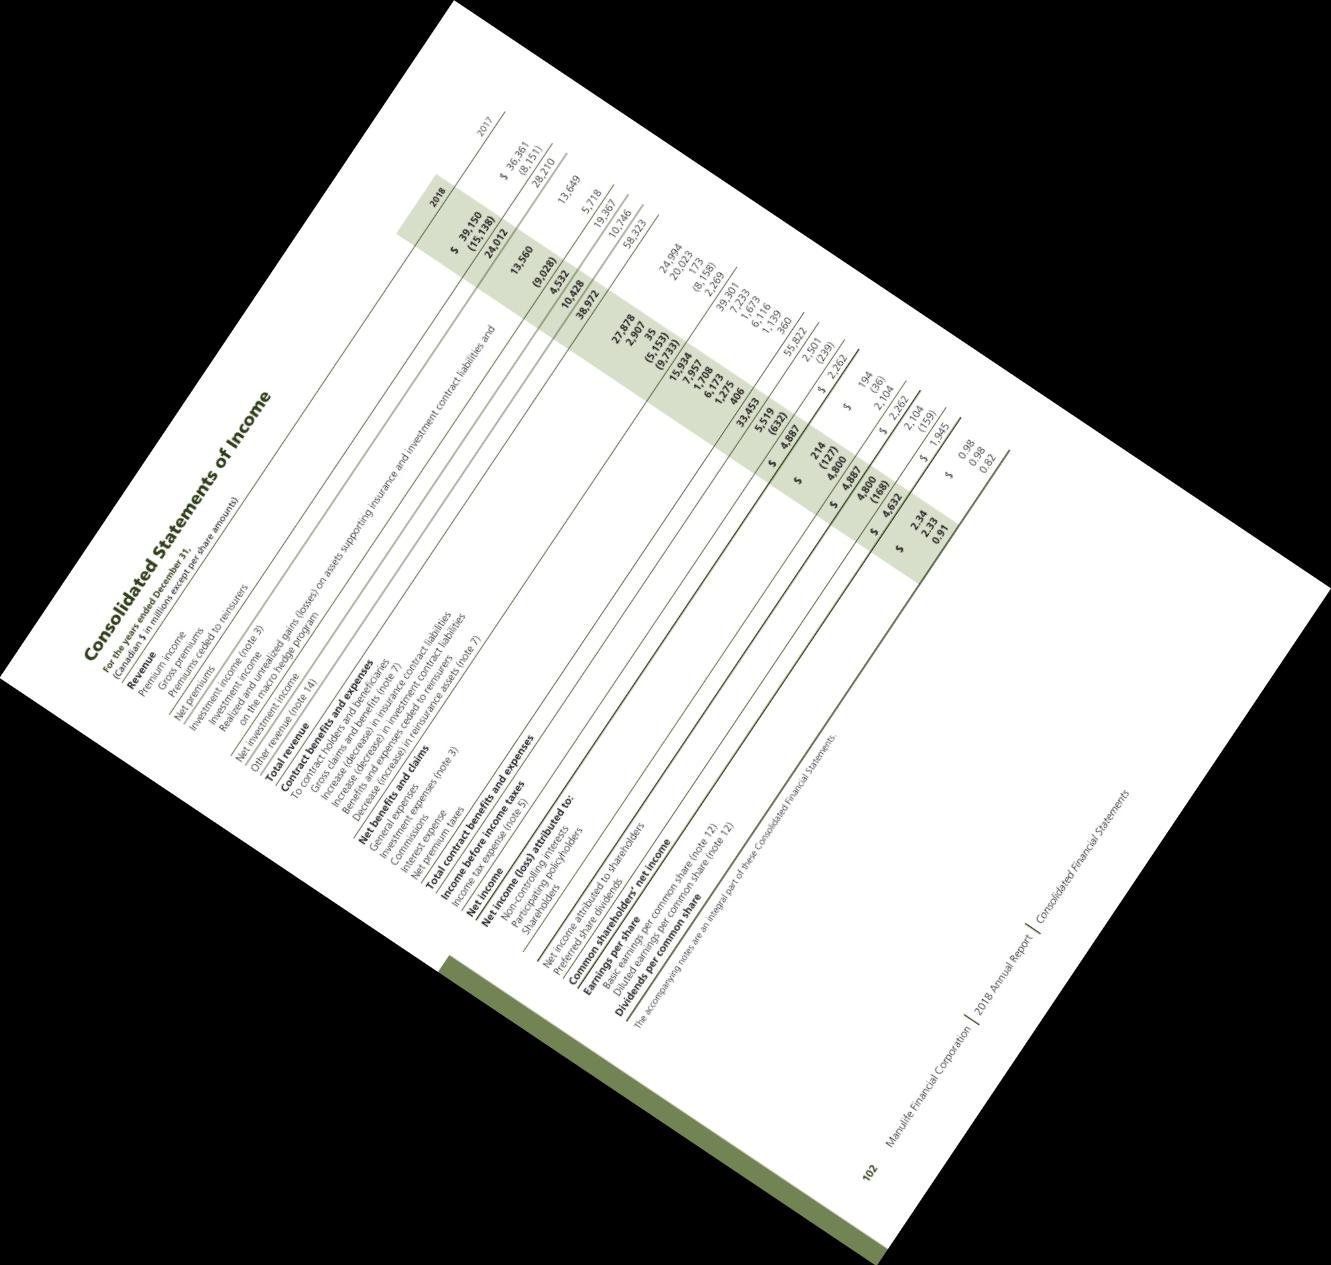 Consolidated Statements of Income
For the years ended December 31,
(Canadian $ in millions except per share amounts) 2018 2017
Revenue
Premium income
Gross premiums $ 39,150 $ 36,361
Premiums ceded to reinsurers (15,138) (8,151)
Net premiums 24,012 28,210
Investment income (note 3)
Investment income 13,560 13,649
Realized and unrealized gains (losses) on assets supporting insurance and investment contract liabilities and
on the macro hedge program (9,028) 5,718
Net investment income 4,532 19,367
Other revenue (note 14) 10,428 10,746
Total revenue 38,972 58,323
Contract benefits and expenses
To contract holders and beneficiaries
Gross claims and benefits (note 7) 27,878 24,994
Increase (decrease) in insurance contract liabilities 2,907 20,023
Increase (decrease) in investment contract liabilities 35 173
Benefits and expenses ceded to reinsurers (5,153) (8,158)
Decrease (increase) in reinsurance assets (note 7) (9,733) 2,269
Net benefits and claims 15,934 39,301
General expenses 7,957 7,233
Investment expenses (note 3) 1,708 1,673
Commissions 6,173 6,116
Interest expense 1,275 1,139
Net premium taxes 406 360
Total contract benefits and expenses 33,453 55,822
Income before income taxes 5,519 2,501
Income tax expense (note 5) (632) (239)
Net income $ 4,887 $ 2,262
Net income (loss) attributed to:
Non-controlling interests $ 214 $ 194
Participating policyholders (127) (36)
Shareholders 4,800 2,104
$ 4,887 $ 2,262
Net income attributed to shareholders 4,800 2,104
Preferred share dividends (168) (159)
Common shareholders' net income $ 4,632 $ 1,945
Earnings per share
Basic earnings per common share (note 12) $ 2.34 $ 0.98
Diluted earnings per common share (note 12) 2.33 0.98
Dividends per common share 0.91 0.82
The accompanying notes are an integral part of these Consolidated Financial Statements.
102 Manulife Financial Corporation | 2018 Annual Report | Consolidated Financial Statements